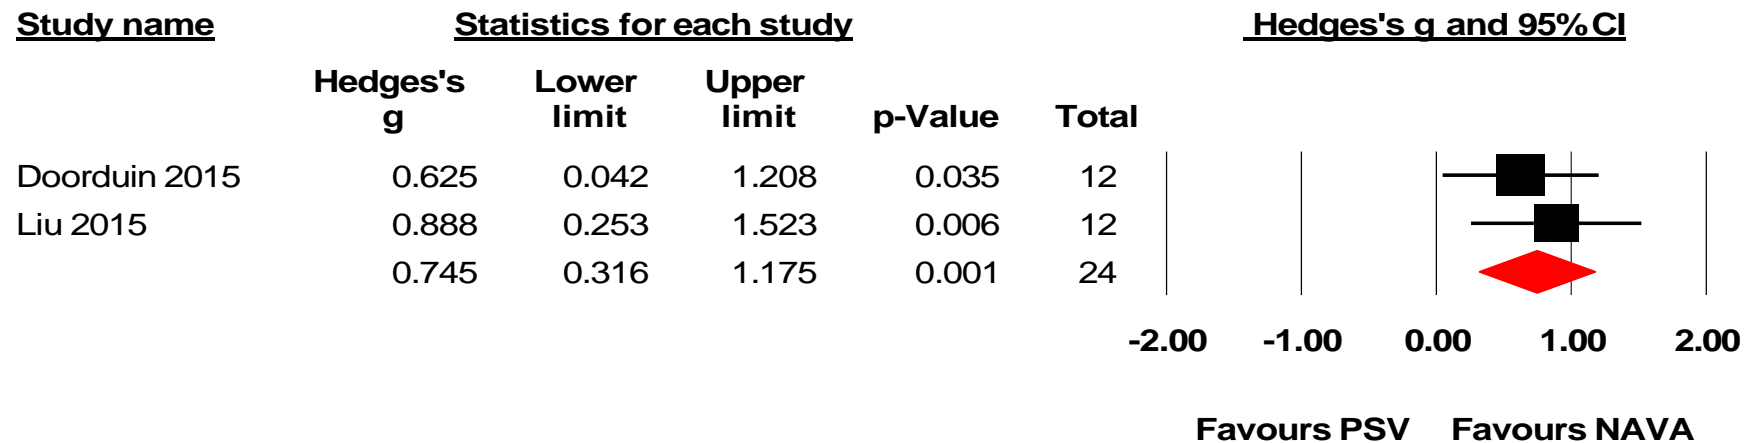 Study name Statistics for each study Hedges's g and 95%CI
Hedges's Lower Upper
g limit limit p-Value Total
Doorduin 2015 0.625 0.042 1.208 0.035 12
Liu 2015 0.888 0.253 1.523 0.006 12
0.745 0.316 1.175 0.001 24
-2.00 -1.00 0.00 1.00 2.00
Favours PSV Favours NAVA